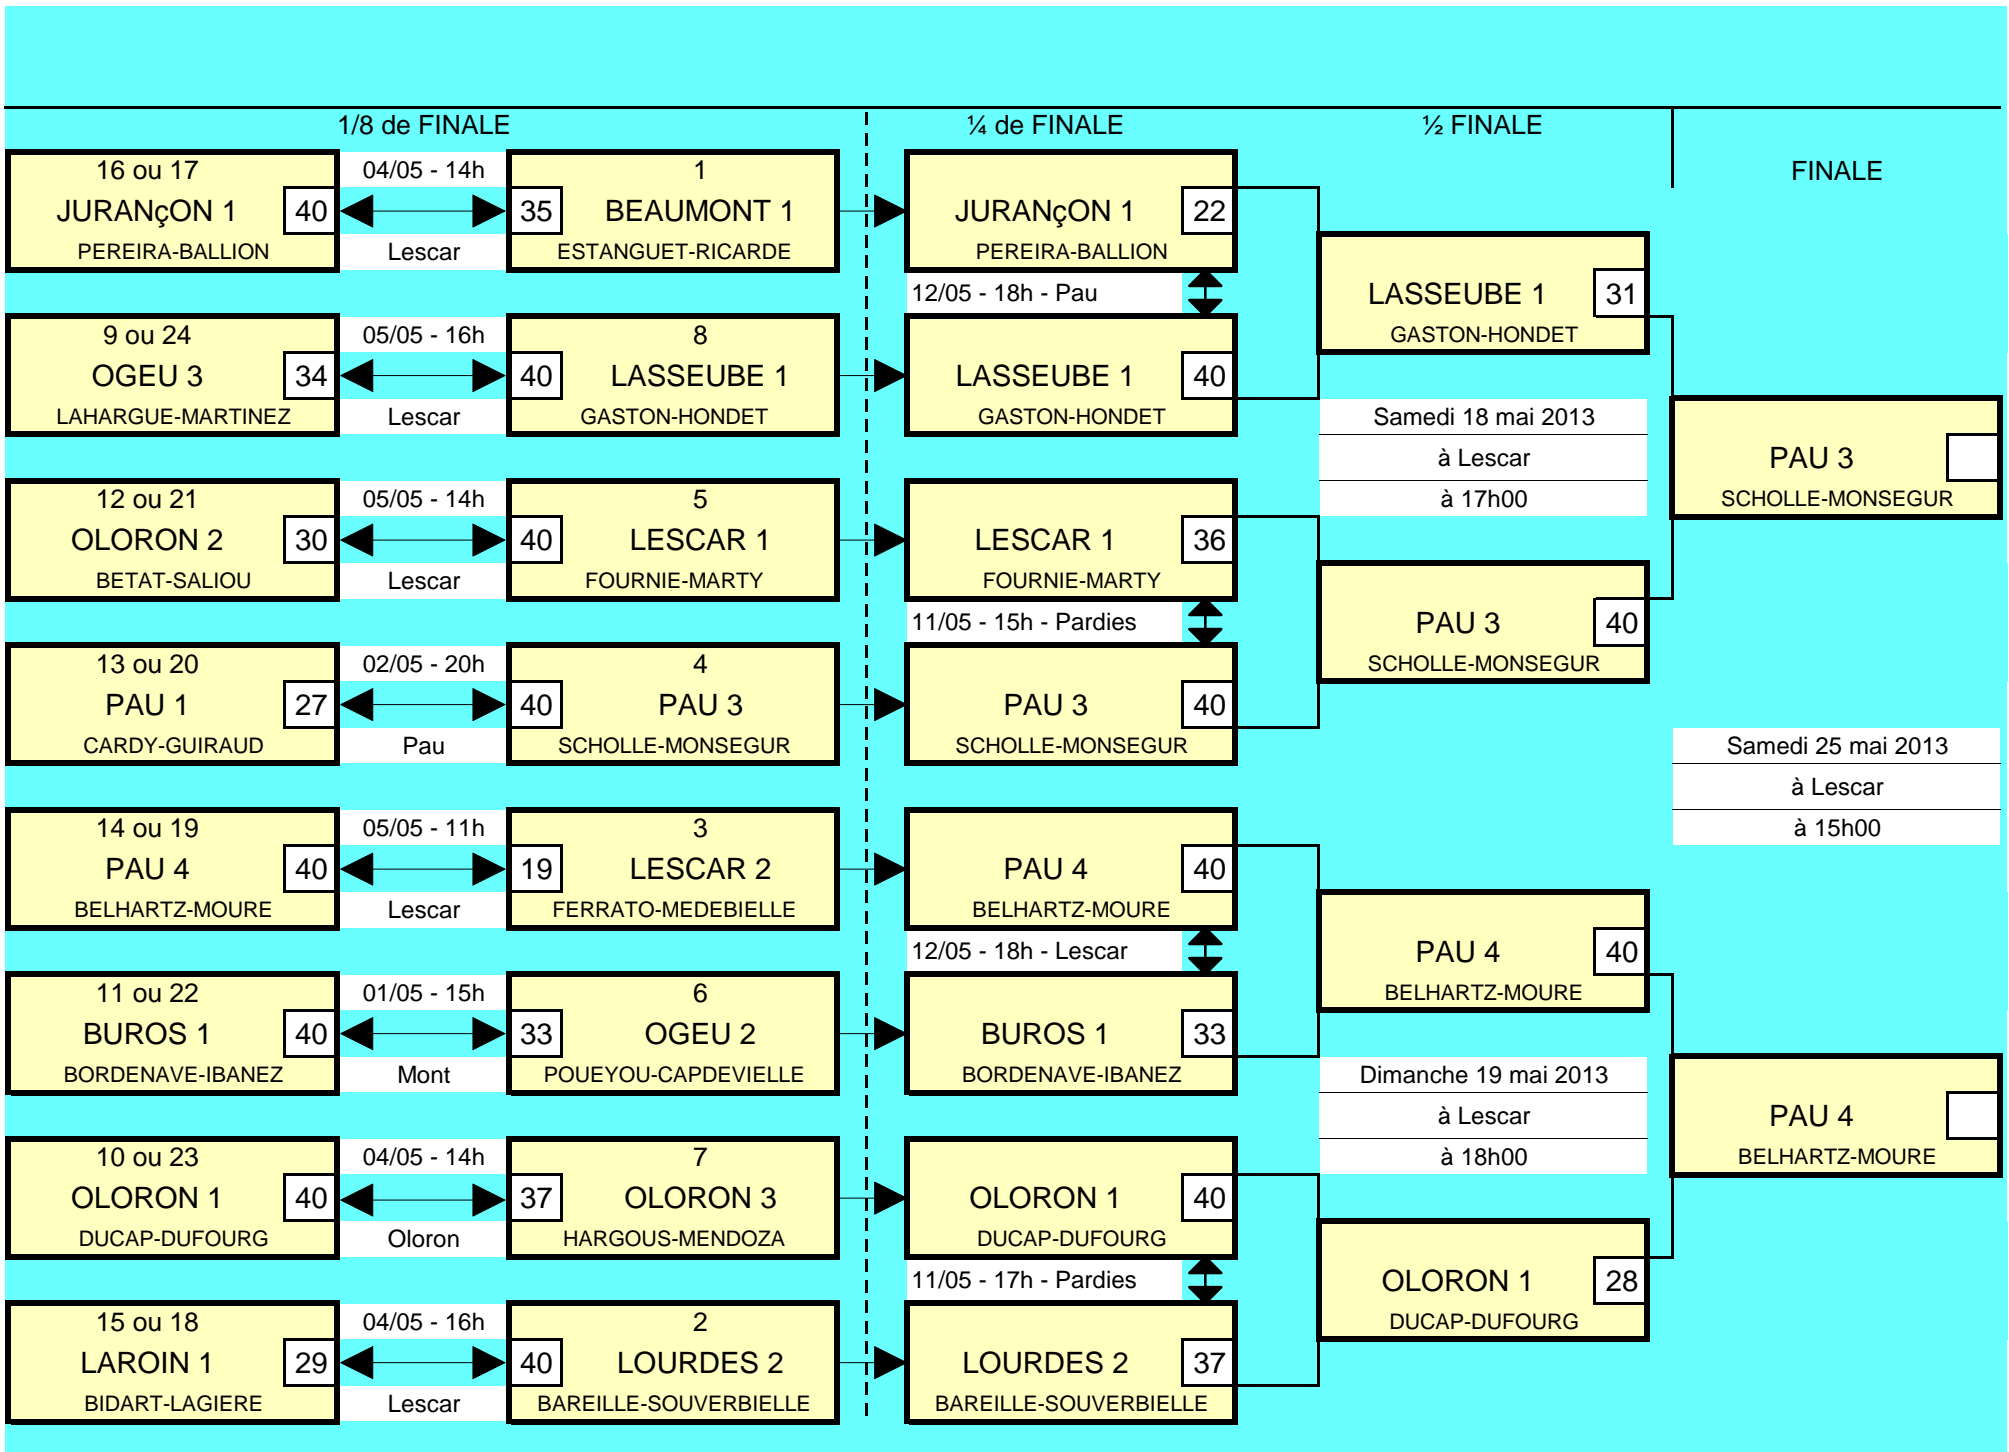 1/8 de FINALE
¼ de FINALE
½ FINALE
FINALE
16 ou 17
JURANçON 1
40
PEREIRA-BALLION
04/05 - 14h
Lescar
1
35
BEAUMONT 1
ESTANGUET-RICARDE
9 ou 24
OGEU 3
34
LAHARGUE-MARTINEZ
05/05 - 16h
Lescar
8
40
LASSEUBE 1
GASTON-HONDET
12 ou 21
OLORON 2
30
BETAT-SALIOU
05/05 - 14h
Lescar
5
40
LESCAR 1
FOURNIE-MARTY
13 ou 20
PAU 1
27
CARDY-GUIRAUD
02/05 - 20h
Pau
4
40
PAU 3
SCHOLLE-MONSEGUR
14 ou 19
PAU 4
40
BELHARTZ-MOURE
05/05 - 11h
Lescar
3
19
LESCAR 2
FERRATO-MEDEBIELLE
11 ou 22
BUROS 1
40
BORDENAVE-IBANEZ
01/05 - 15h
Mont
6
33
OGEU 2
POUEYOU-CAPDEVIELLE
10 ou 23
OLORON 1
40
DUCAP-DUFOURG
04/05 - 14h
Oloron
7
37
OLORON 3
HARGOUS-MENDOZA
15 ou 18
LAROIN 1
29
BIDART-LAGIERE
04/05 - 16h
Lescar
2
40
LOURDES 2
BAREILLE-SOUVERBIELLE
JURANçON 1
22
PEREIRA-BALLION
12/05 - 18h - Pau
LASSEUBE 1
40
GASTON-HONDET
LESCAR 1
36
FOURNIE-MARTY
11/05 - 15h - Pardies
PAU 3
40
SCHOLLE-MONSEGUR
PAU 4
40
BELHARTZ-MOURE
12/05 - 18h - Lescar
BUROS 1
33
BORDENAVE-IBANEZ
OLORON 1
40
DUCAP-DUFOURG
11/05 - 17h - Pardies
LOURDES 2
37
BAREILLE-SOUVERBIELLE
LASSEUBE 1
31
GASTON-HONDET
Samedi 18 mai 2013
à Lescar
à 17h00
PAU 3
40
SCHOLLE-MONSEGUR
PAU 4
40
BELHARTZ-MOURE
Dimanche 19 mai 2013
à Lescar
à 18h00
OLORON 1
28
DUCAP-DUFOURG
PAU 3
SCHOLLE-MONSEGUR
Samedi 25 mai 2013
à Lescar
à 15h00
PAU 4
BELHARTZ-MOURE